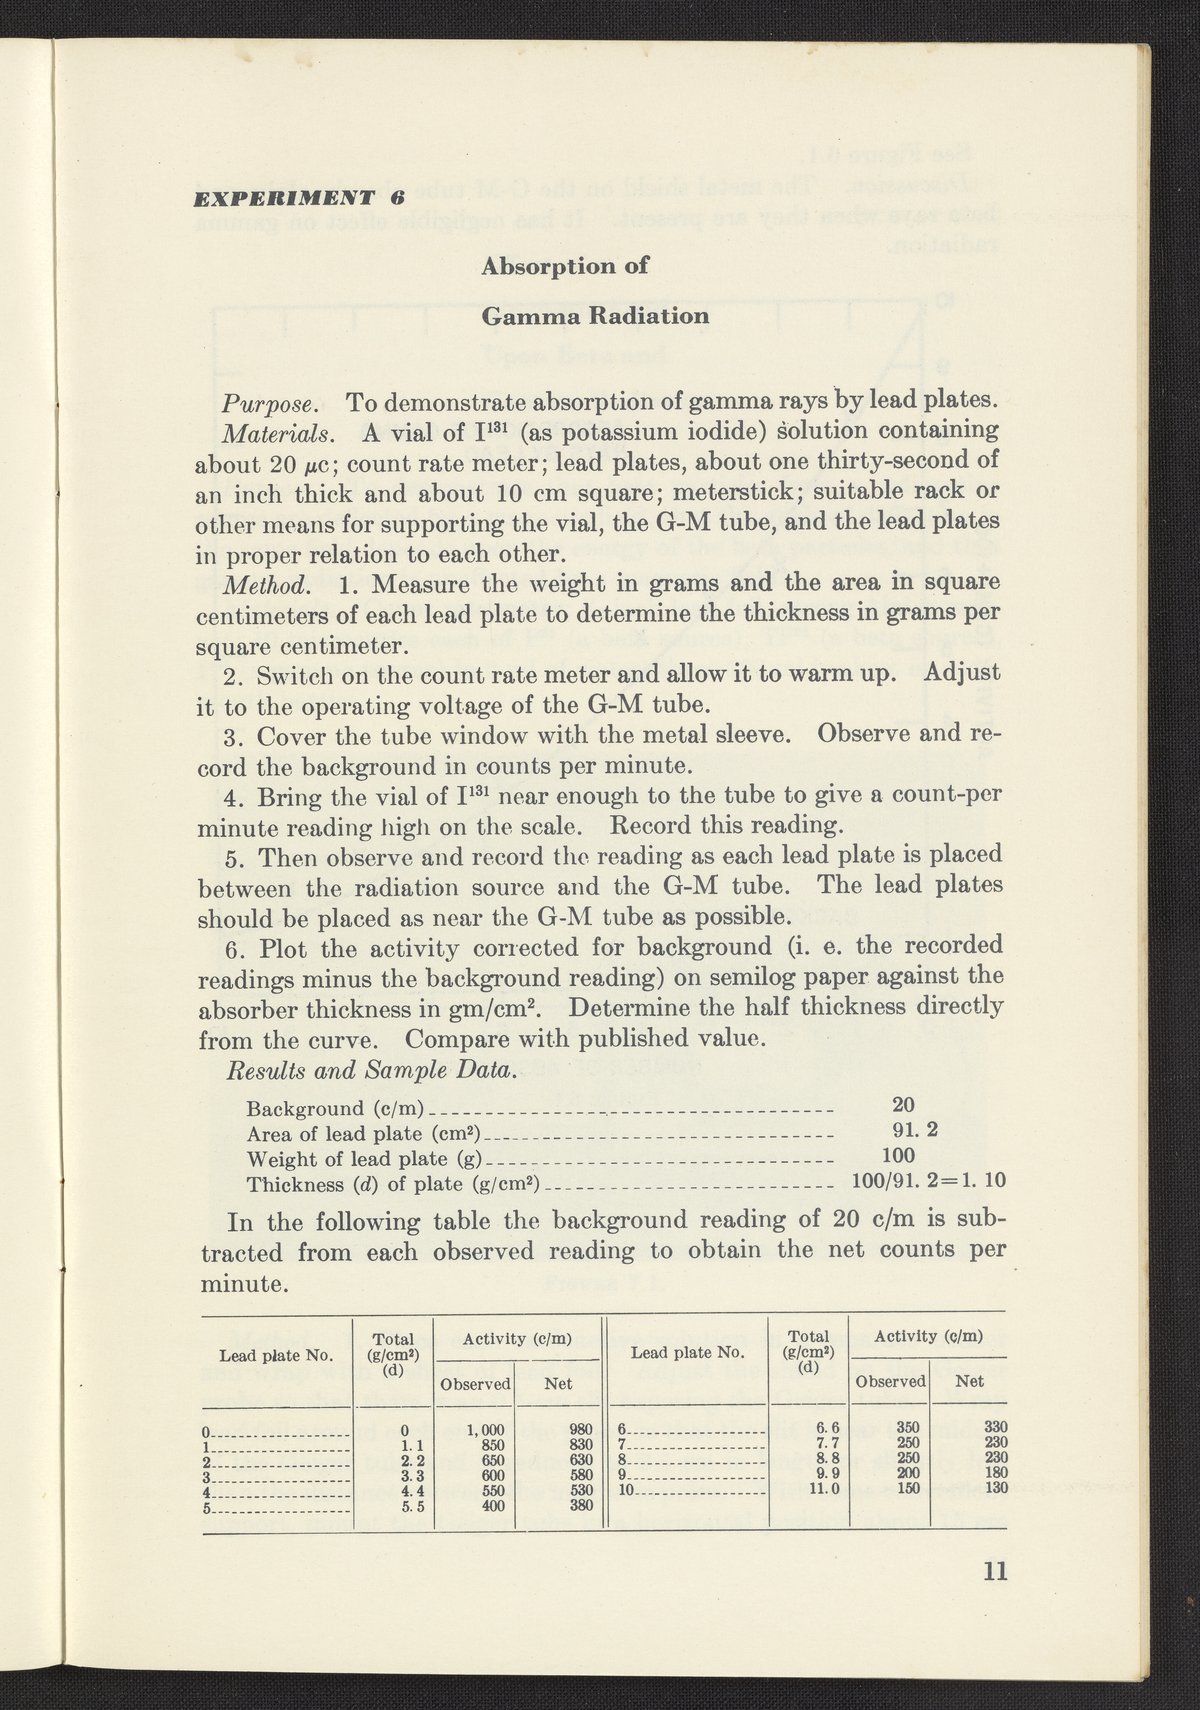 EXPERIMENT 6
Absorption of
Gamma Radiation
Purpose. To demonstrate absorption of gamma rays by lead plates.
Materials. A vial of I¹³¹ (as potassium iodide) solution containing
about 20 μc; count rate meter; lead plates, about one thirty-second of
an inch thick and about 10 cm square; meterstick; suitable rack or
other means for supporting the vial, the G-M tube, and the lead plates
in proper relation to each other.
Method. 1. Measure the weight in grams and the area in square
centimeters of each lead plate to determine the thickness in grams per
square centimeter.
2. Switch on the count rate meter and allow it to warm up. Adjust
it to the operating voltage of the G-M tube.
3. Cover the tube window with the metal sleeve. Observe and re-
cord the background in counts per minute.
4. Bring the vial of I¹³¹ near enough to the tube to give a count-per
minute reading high on the scale. Record this reading.
5. Then observe and record the reading as each lead plate is placed
between the radiation source and the G-M tube. The lead plates
should be placed as near the G-M tube as possible.
6. Plot the activity corrected for background (i. e. the recorded
readings minus the background reading) on semilog paper against the
absorber thickness in gm/cm². Determine the half thickness directly
from the curve. Compare with published value.
Results and Sample Data.
Background (c/m) 20
Area of lead plate (cm²) 91. 2
Weight of lead plate (g) 100
Thickness (d) of plate (g/cm²) 100/91. 2=1. 10
In the following table the background reading of 20 c/m is sub-
tracted from each observed reading to obtain the net counts per
minute.
Lead plate No. Total (g/cm²) (d) Activity (c/m) Lead plate No. Total (g/cm²) (d) Activity (c/m)
Observed Net Observed Net
0 0 1, 000 980 6 6. 6 350 330
1 1. 1 850 830 7 7. 7 250 230
2 2. 2 650 630 8 8. 8 250 230
3 3. 3 600 580 9 9. 9 200 180
4 4. 4 550 530 10 11. 0 150 130
5 5. 5 400 380
11